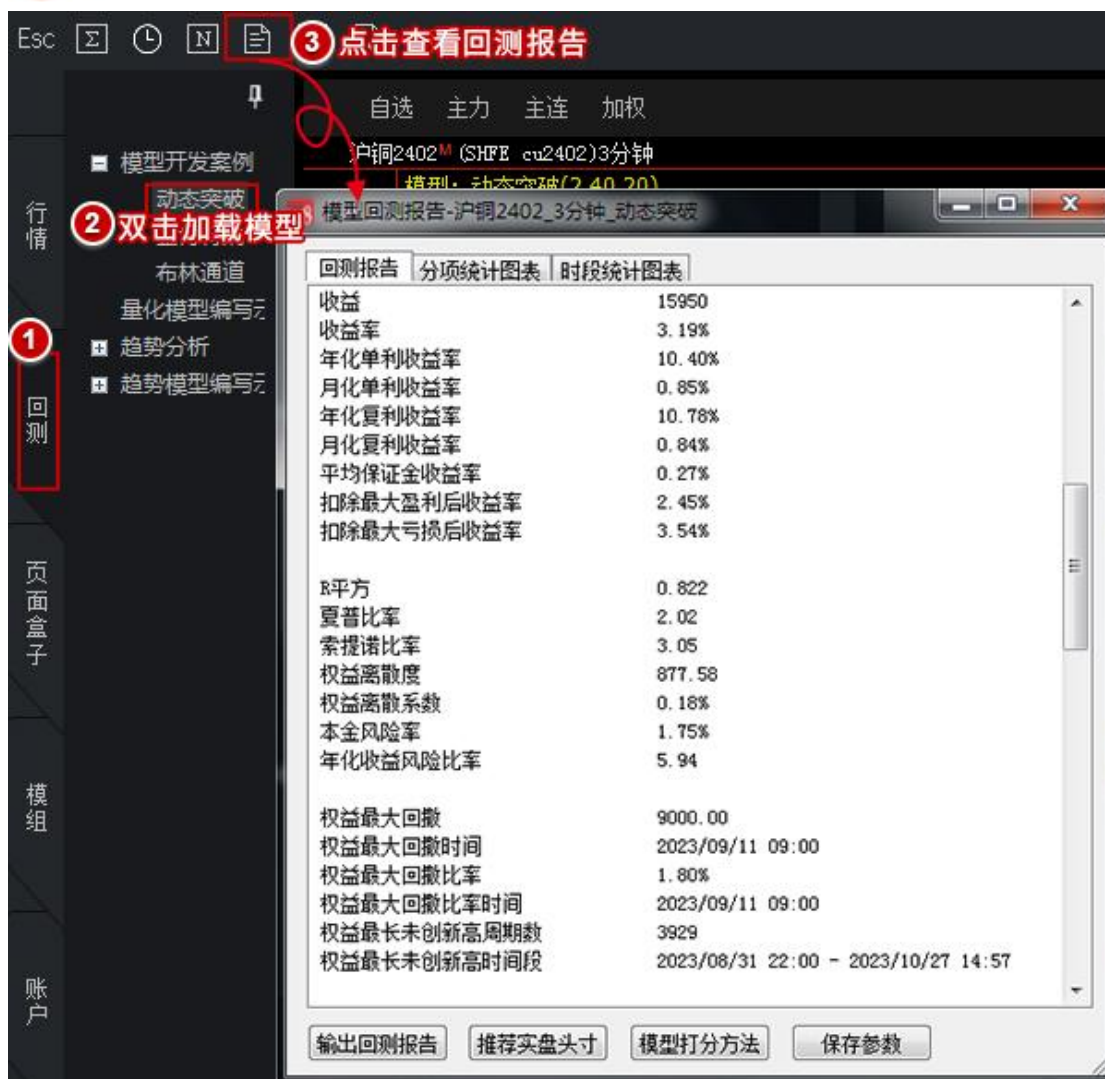 Esc Σ N
③点击查看回测报告
自选 主力 主连 加权
模型开发案例
沪铜2402M (SHFE cu2402)3分钟
动态突破
模型: 动态突破(2,40,20)
②双击加载模型
模型回测报告-沪铜2402_3分钟_动态突破
布林通道
量化模型编写示
趋势分析
趋势模型编写示
①
行情
回测
页面盒子
模组
账户
回测报告 分项统计图表 时段统计图表
收益 15950
收益率 3.19%
年化单利收益率 10.40%
月化单利收益率 0.85%
年化复利收益率 10.78%
月化复利收益率 0.84%
平均保证金收益率 0.27%
扣除最大盈利后收益率 2.45%
扣除最大亏损后收益率 3.54%
R平方 0.822
夏普比率 2.02
索提诺比率 3.05
权益离散度 877.58
权益离散系数 0.18%
本金风险率 1.75%
年化收益风险比率 5.94
权益最大回撤 9000.00
权益最大回撤时间 2023/09/11 09:00
权益最大回撤比率 1.80%
权益最大回撤比率时间 2023/09/11 09:00
权益最长未创新高周期数 3929
权益最长未创新高时间段 2023/08/31 22:00 - 2023/10/27 14:57
输出回测报告 推荐实盘头寸 模型打分方法 保存参数